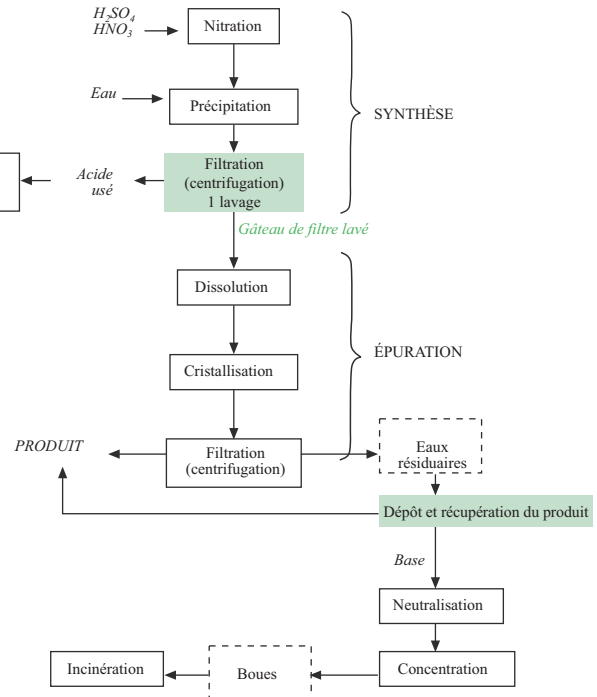 H₂SO₄
HNO₃
Nitration
Eau
Précipitation
SYNTHÈSE
Acide
usé
Filtration
(centrifugation)
1 lavage
Gâteau de filtre lavé
Dissolution
Cristallisation
ÉPURATION
PRODUIT
Filtration
(centrifugation)
Eaux
résiduaires
Dépôt et récupération du produit
Base
Neutralisation
Incinération
Boues
Concentration